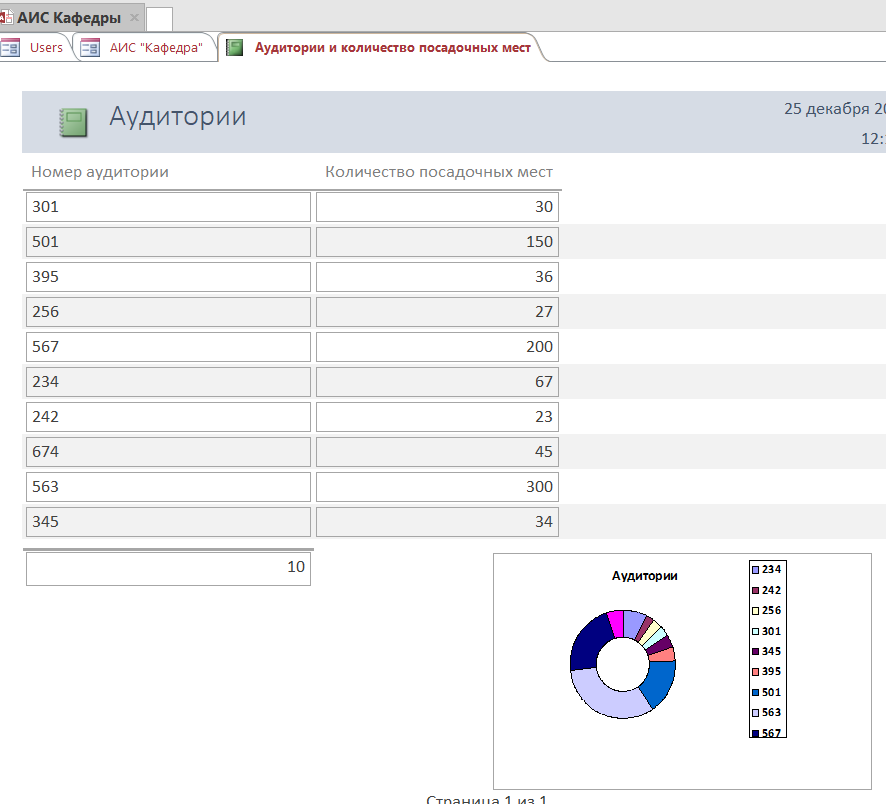 АИС Кафедры
Users
АИС "Кафедра"
Аудитории и количество посадочных мест
Аудитории
25 декабря 20
12:
Номер аудитории Количество посадочных мест
301 30
501 150
395 36
256 27
567 200
234 67
242 23
674 45
563 300
345 34
10
Аудитории
234
242
256
301
345
395
501
563
567
Страница 1 из 1